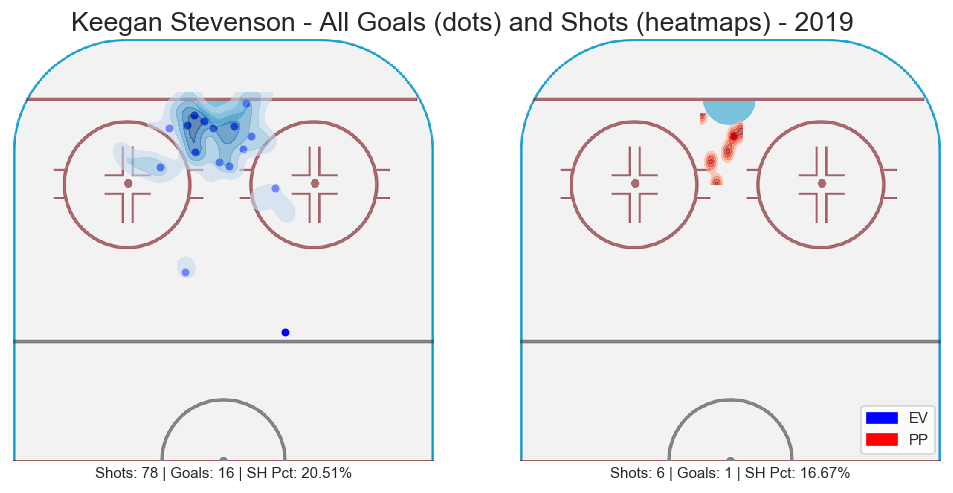 Keegan Stevenson - All Goals (dots) and Shots (heatmaps) - 2019
EV
PP
Shots: 78 | Goals: 16 | SH Pct: 20.51%
Shots: 6 | Goals: 1 | SH Pct: 16.67%